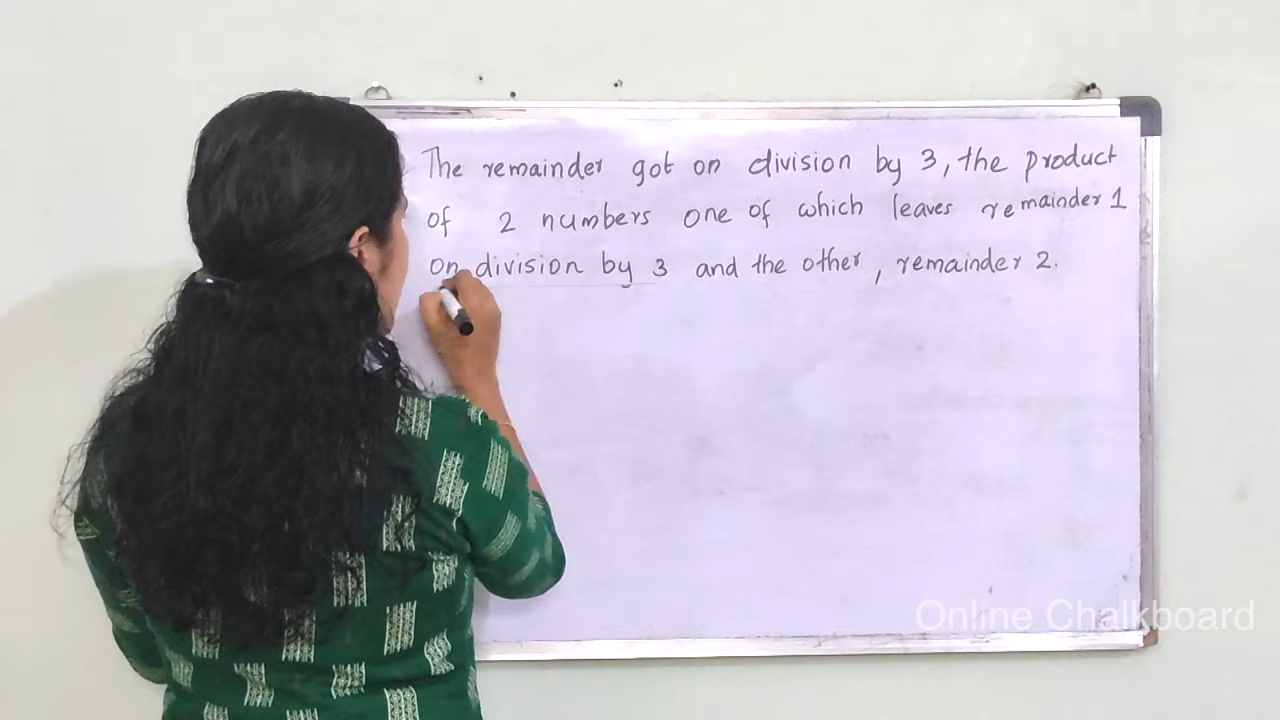 The remainder got on division by 3, the product
of 2 numbers one of which leaves remainder 1
on division by 3 and the other, remainder 2.
Online Chalkboard